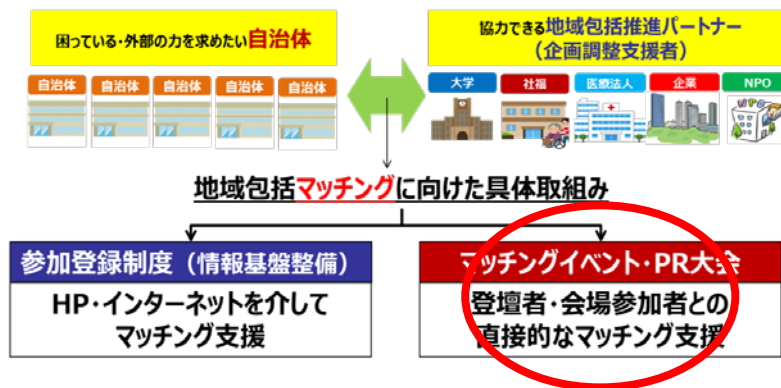 困っている・外部の力を求めたい自治体
協力できる地域包括推進パートナー
（企画調整支援者）
自治体
自治体
自治体
自治体
自治体
大学
社福
医療法人
企業
NPO
NPO
地域包括マッチングに向けた具体取組み
参加登録制度（情報基盤整備）
HP・インターネットを介して
マッチング支援
マッチングイベント・PR大会
登壇者・会場参加者との
直接的なマッチング支援